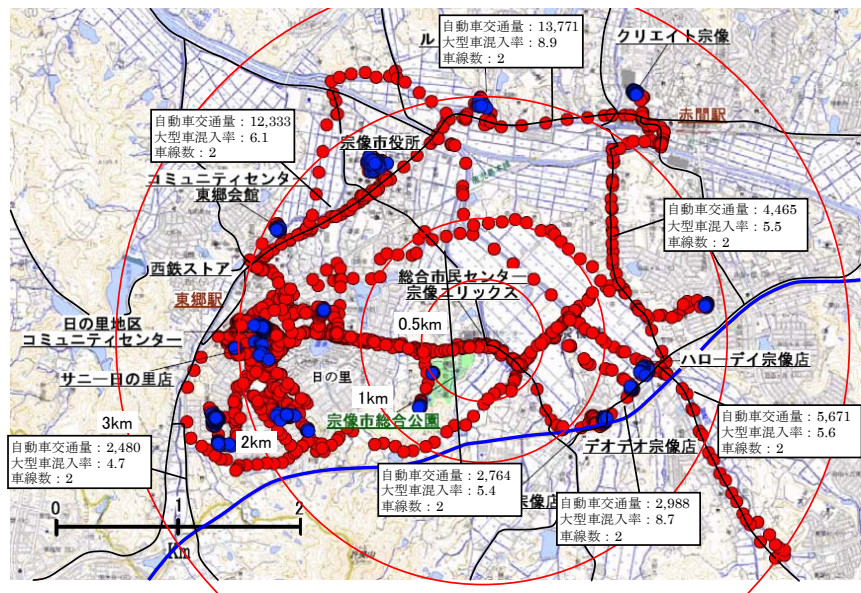 自動車交通量：13,771
大型車混入率：8.9
車線数：2
ル
クリエイト宗像
赤間駅
自動車交通量：12,333
大型車混入率：6.1
車線数：2
宗像市役所
コミュニティセンター
東郷会館
自動車交通量：4,465
大型車混入率：5.5
車線数：2
西鉄ストア
総合市民センター
宗像ユリックス
東郷駅
0.5km
日の里地区
コミュニティセンター
ハローデイ宗像店
サニー日の里店
日の里
1km
宗像市総合公園
3km
2km
自動車交通量：5,671
大型車混入率：5.6
車線数：2
自動車交通量：2,480
大型車混入率：4.7
車線数：2
デオデオ宗像店
自動車交通量：2,764
大型車混入率：5.4
車線数：2
宗像店
自動車交通量：2,988
大型車混入率：8.7
車線数：2
0
1
2
Km